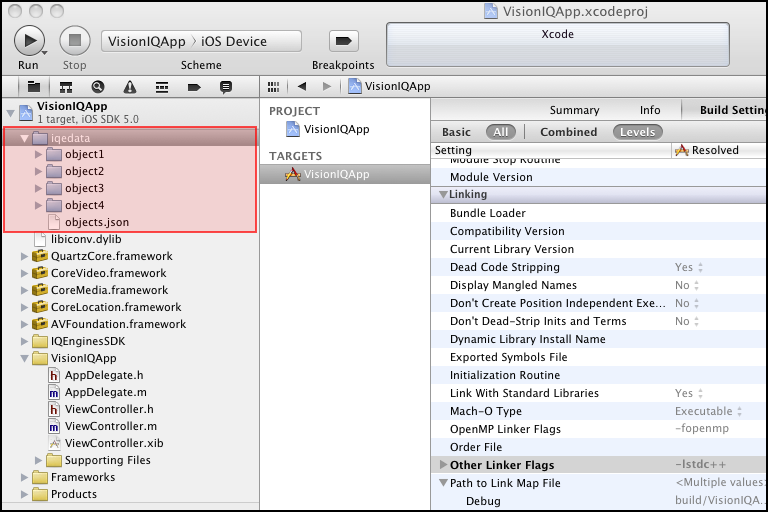 VisionIQApp.xcodeproj
VisionIQApp iOS Device
Xcode
Run Stop Scheme Breakpoints
VisionIQApp
VisionIQApp
1 target, iOS SDK 5.0
iqedata
object1
object2
object3
object4
objects.json
libiconv.dylib
QuartzCore.framework
CoreVideo.framework
CoreMedia.framework
CoreLocation.framework
AVFoundation.framework
IQEnginesSDK
VisionIQApp
h AppDelegate.h
m AppDelegate.m
h ViewController.h
m ViewController.m
ViewController.xib
Supporting Files
Frameworks
Products
PROJECT
VisionIQApp
TARGETS
VisionIQApp
Summary Info Build Setting
Basic All Combined Levels
Setting Resolved
Module Stop Routine
Module Version
Linking
Bundle Loader
Compatibility Version
Current Library Version
Dead Code Stripping Yes
Display Mangled Names No
Don't Create Position Independent Exe... No
Don't Dead-Strip Inits and Terms No
Dynamic Library Install Name
Exported Symbols File
Initialization Routine
Link With Standard Libraries Yes
Mach-O Type Executable
OpenMP Linker Flags -fopenmp
Order File
Other Linker Flags -lstdc++
Path to Link Map File <Multiple values:
Debug build/VisionIQA...